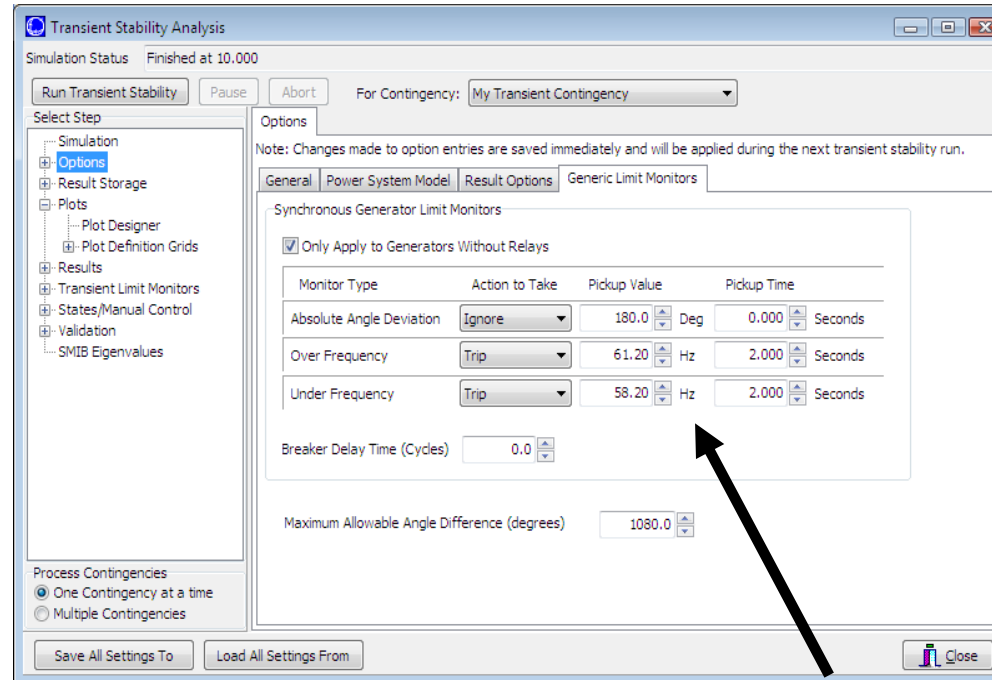 Transient Stability Analysis
Simulation Status Finished at 10.000
Run Transient Stability Pause Abort For Contingency: My Transient Contingency
Select Step
Simulation
Options
Result Storage
Plots
Plot Designer
Plot Definition Grids
Results
Transient Limit Monitors
States/Manual Control
Validation
SMIB Eigenvalues
Process Contingencies
One Contingency at a time
Multiple Contingencies
Options
Note: Changes made to option entries are saved immediately and will be applied during the next transient stability run.
General Power System Model Result Options Generic Limit Monitors
Synchronous Generator Limit Monitors
Only Apply to Generators Without Relays
Monitor Type Action to Take Pickup Value Pickup Time
Absolute Angle Deviation Ignore 180.0 Deg 0.000 Seconds
Over Frequency Trip 61.20 Hz 2.000 Seconds
Under Frequency Trip 58.20 Hz 2.000 Seconds
Breaker Delay Time (Cycles) 0.0
Maximum Allowable Angle Difference (degrees) 1080.0
Save All Settings To Load All Settings From Close